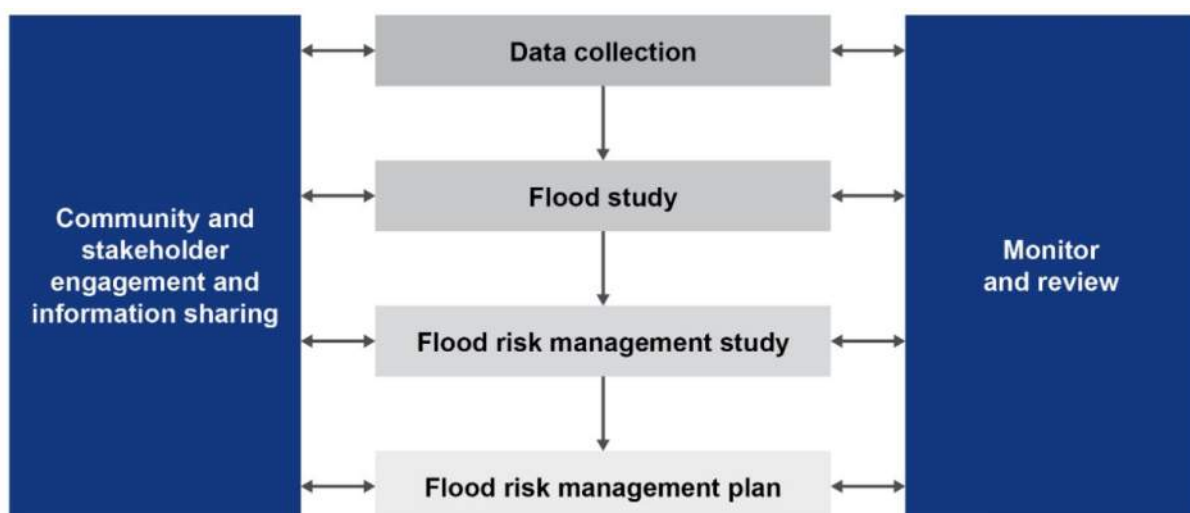 Data collection
Flood study
Community and
stakeholder
engagement and
information sharing
Monitor
and review
Flood risk management study
Flood risk management plan